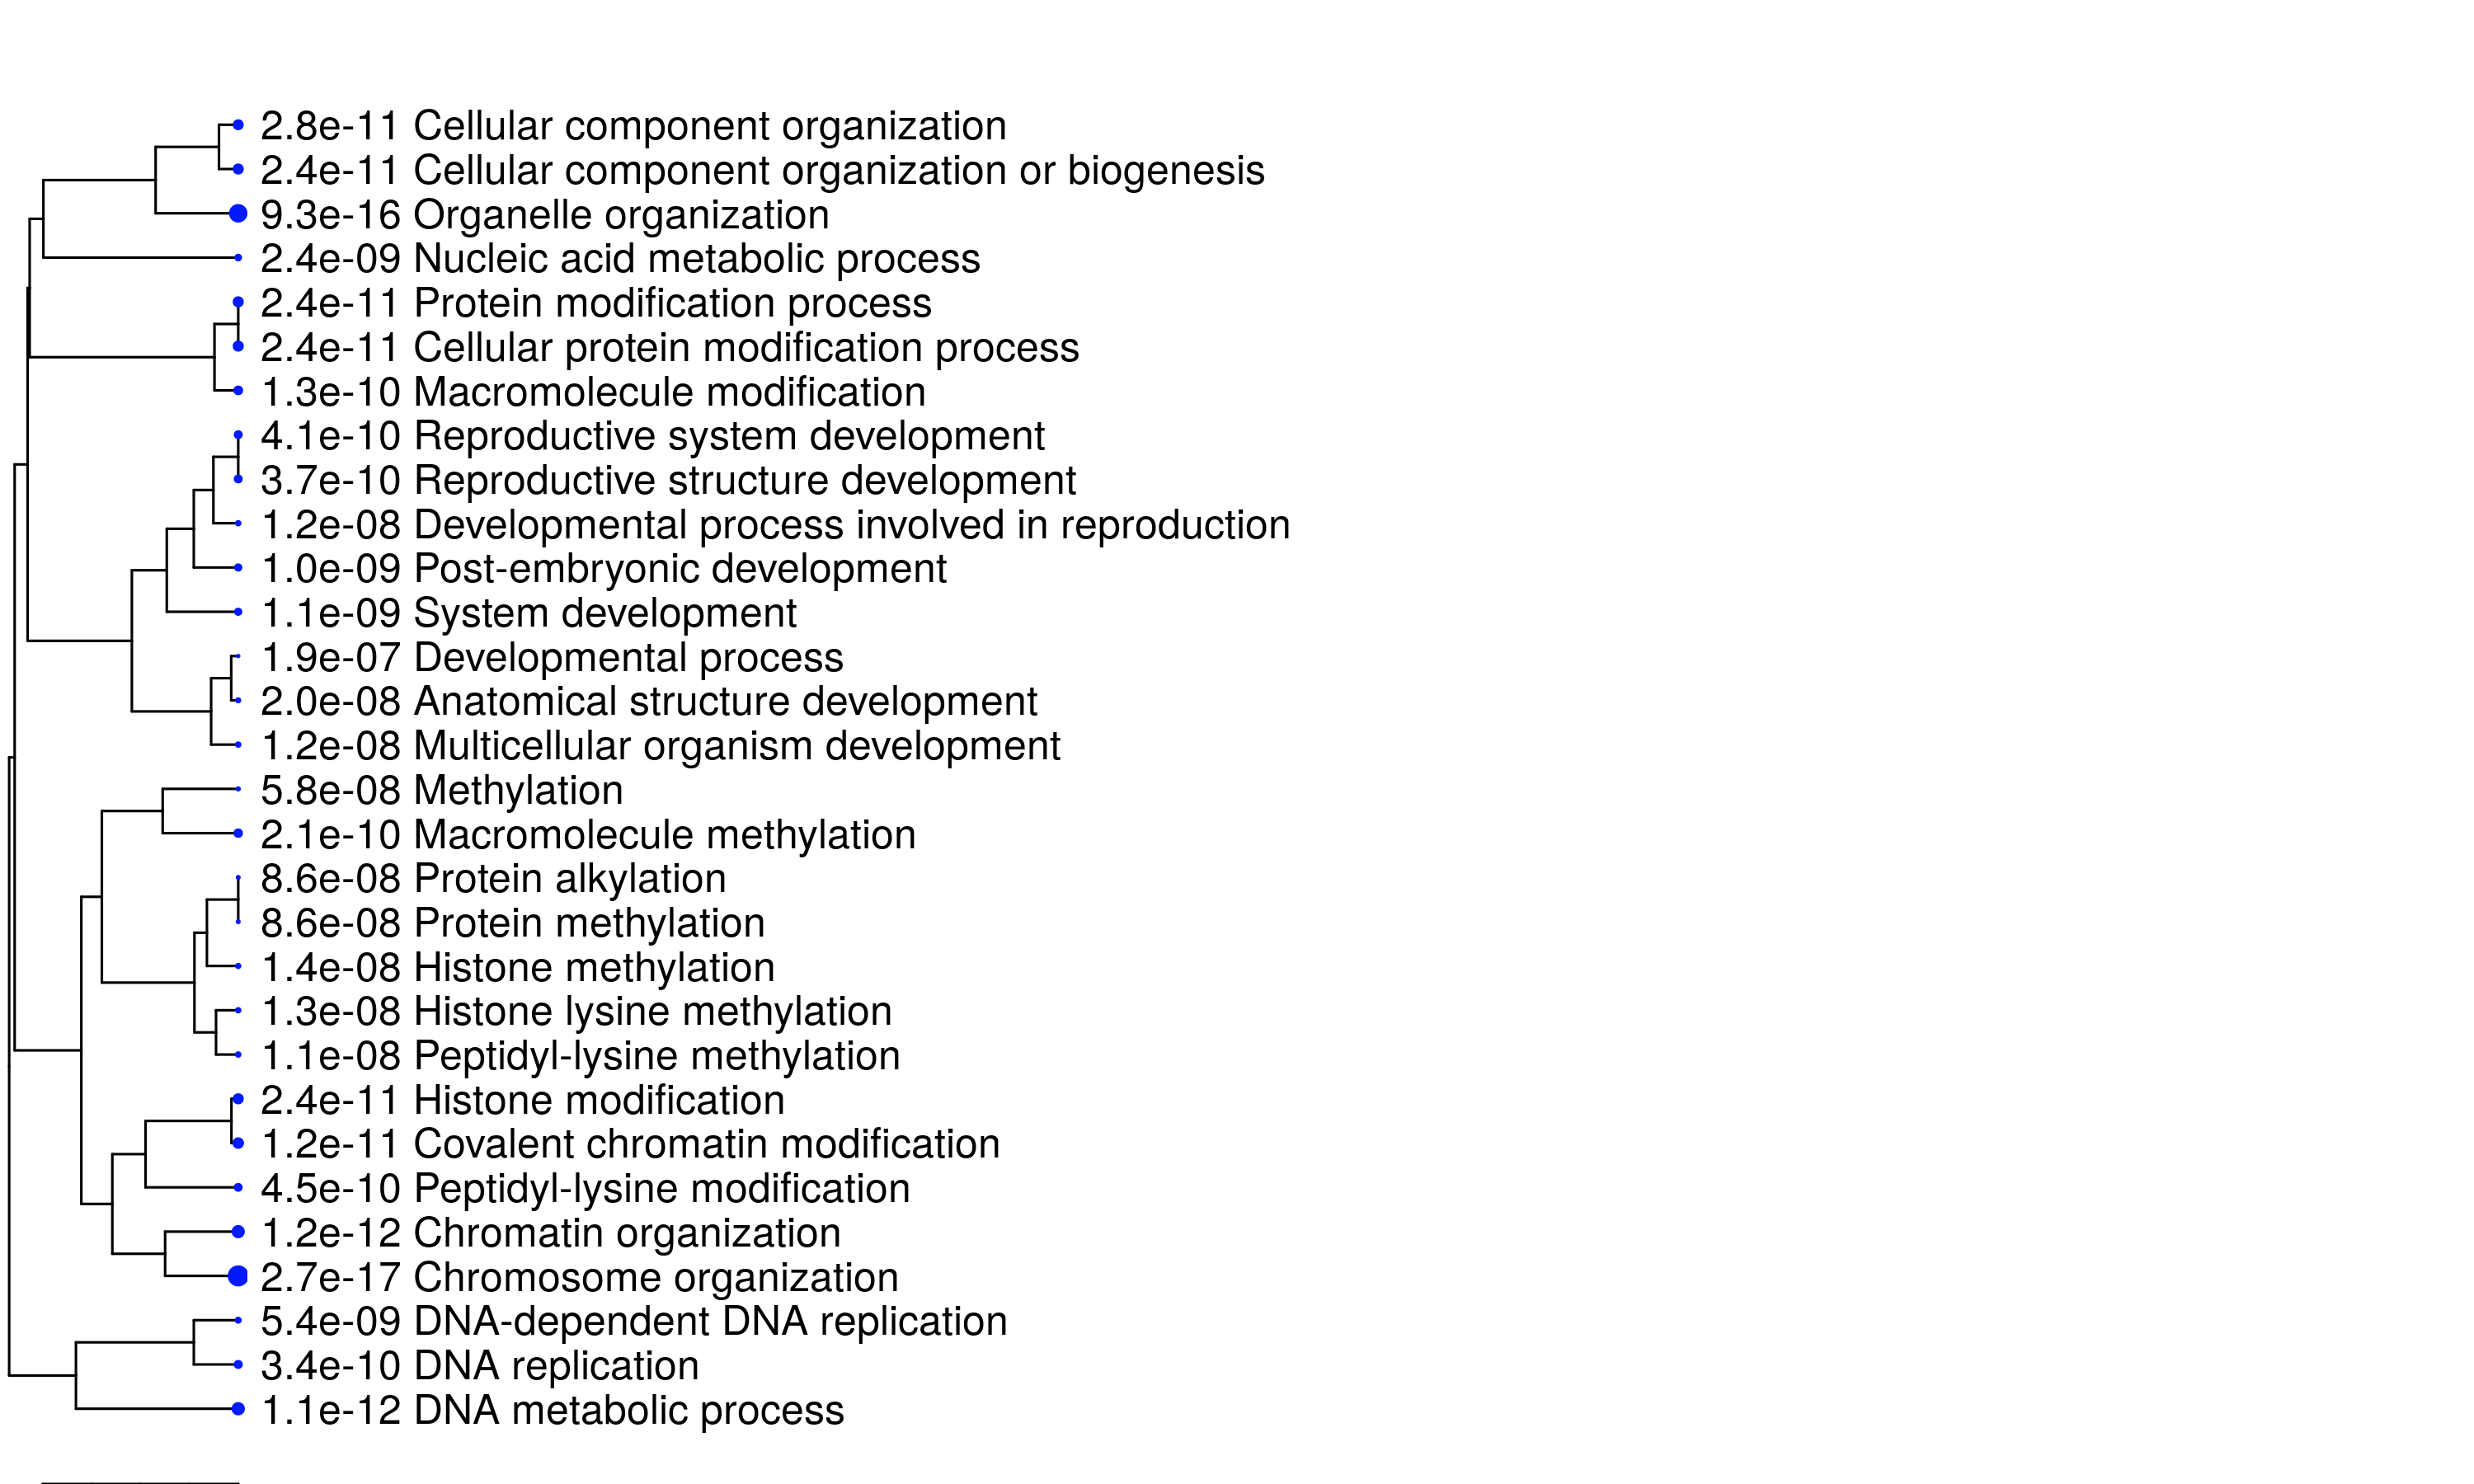 2.8e-11 Cellular component organization
2.4e-11 Cellular component organization or biogenesis
9.3e-16 Organelle organization
2.4e-09 Nucleic acid metabolic process
2.4e-11 Protein modification process
2.4e-11 Cellular protein modification process
1.3e-10 Macromolecule modification
4.1e-10 Reproductive system development
3.7e-10 Reproductive structure development
1.2e-08 Developmental process involved in reproduction
1.0e-09 Post-embryonic development
1.1e-09 System development
1.9e-07 Developmental process
2.0e-08 Anatomical structure development
1.2e-08 Multicellular organism development
5.8e-08 Methylation
2.1e-10 Macromolecule methylation
8.6e-08 Protein alkylation
8.6e-08 Protein methylation
1.4e-08 Histone methylation
1.3e-08 Histone lysine methylation
1.1e-08 Peptidyl-lysine methylation
2.4e-11 Histone modification
1.2e-11 Covalent chromatin modification
4.5e-10 Peptidyl-lysine modification
1.2e-12 Chromatin organization
2.7e-17 Chromosome organization
5.4e-09 DNA-dependent DNA replication
3.4e-10 DNA replication
1.1e-12 DNA metabolic process